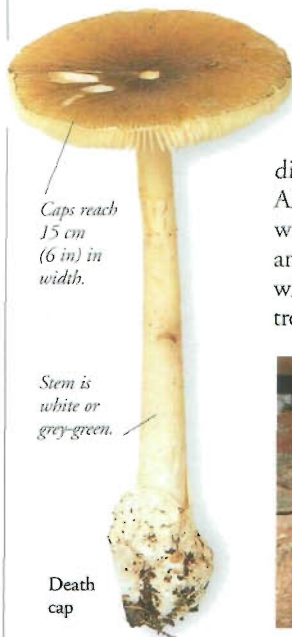 Caps reach
15 cm
(6 in) in
width.
Stem is
white or
grey-green.
Death
cap